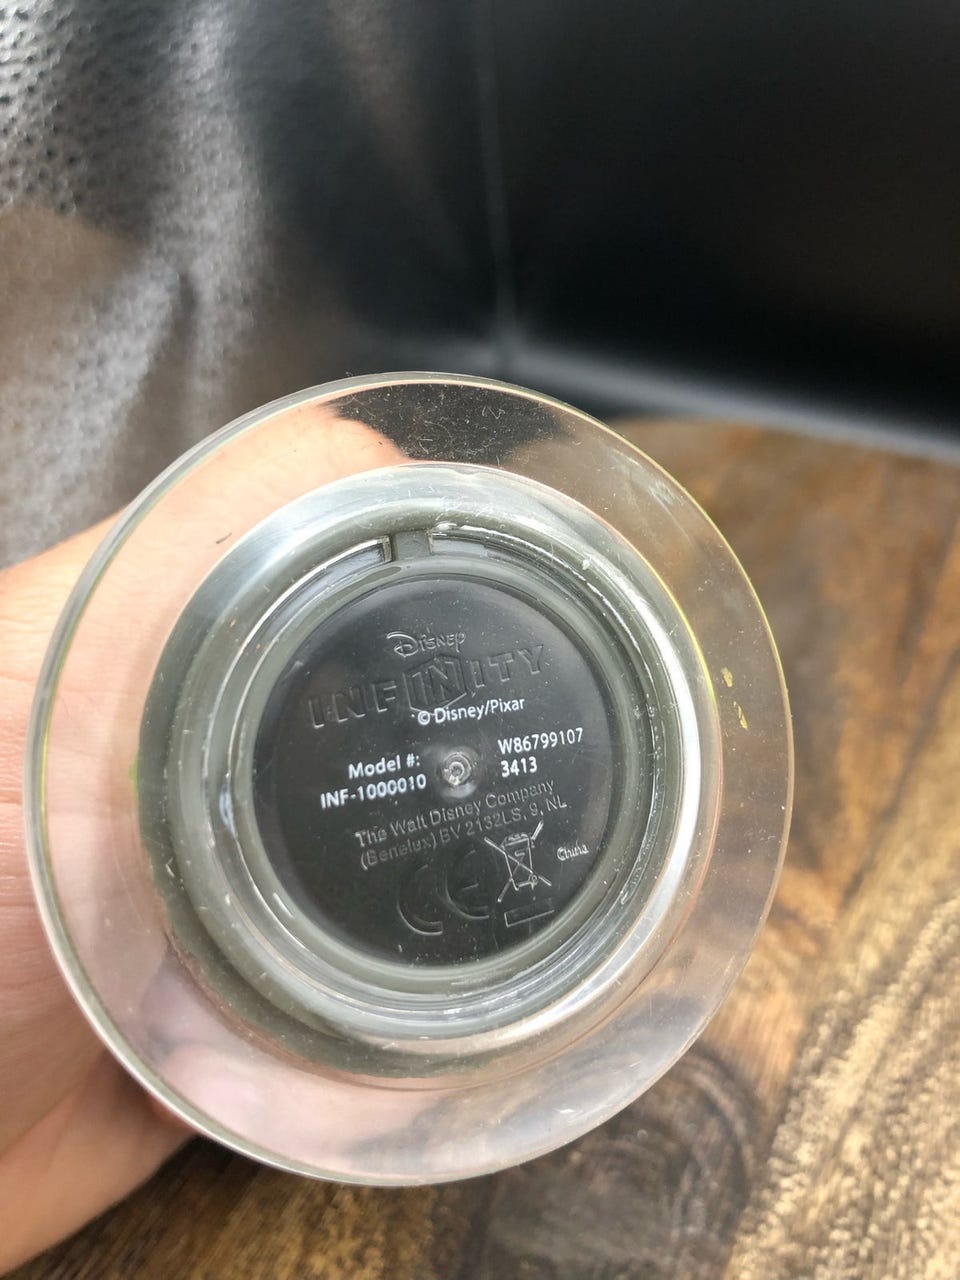 Disney
INFINITY
© Disney/Pixar
Model #:
INF-1000010
W86799107
3413
The Walt Disney Company
(Benelux) BV 2132LS, 9, NL
CE
China